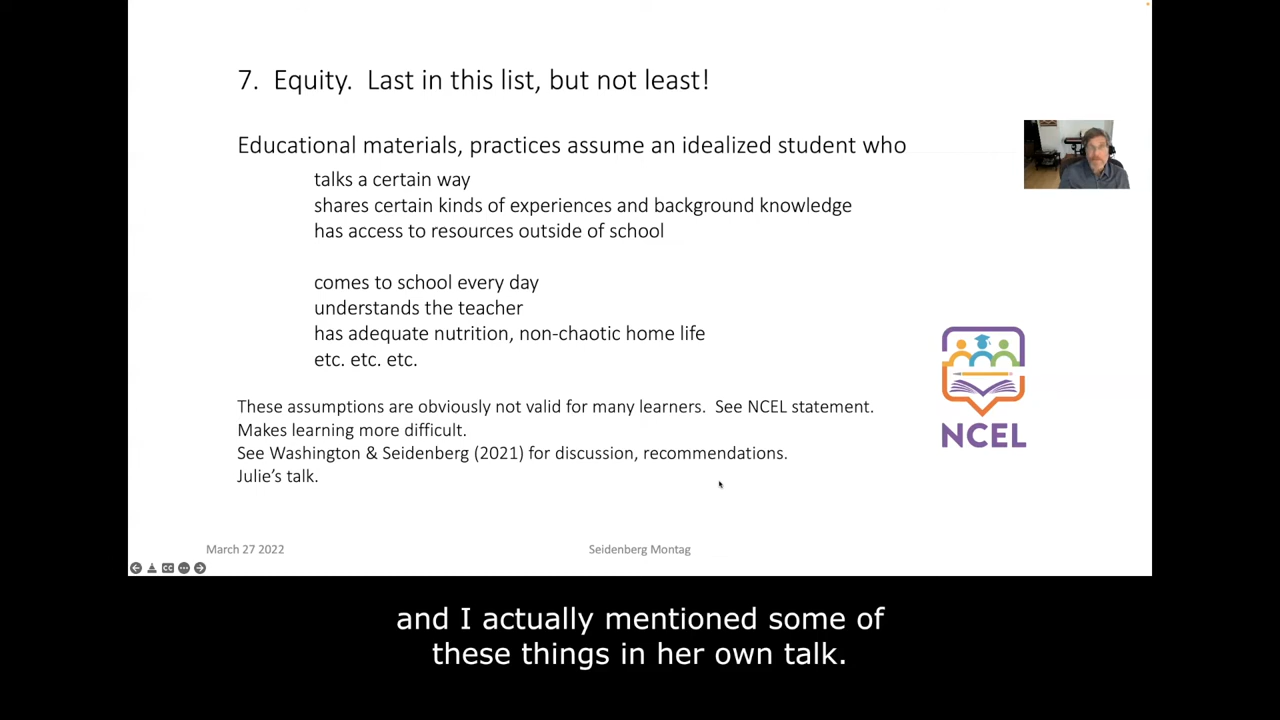 7. Equity. Last in this list, but not least!
Educational materials, practices assume an idealized student who
talks a certain way
shares certain kinds of experiences and background knowledge
has access to resources outside of school
comes to school every day
understands the teacher
has adequate nutrition, non-chaotic home life
etc. etc. etc.
These assumptions are obviously not valid for many learners. See NCEL statement.
Makes learning more difficult.
See Washington & Seidenberg (2021) for discussion, recommendations.
Julie's talk.
NCEL
March 27 2022
Seidenberg Montag
CC
and I actually mentioned some of
these things in her own talk.